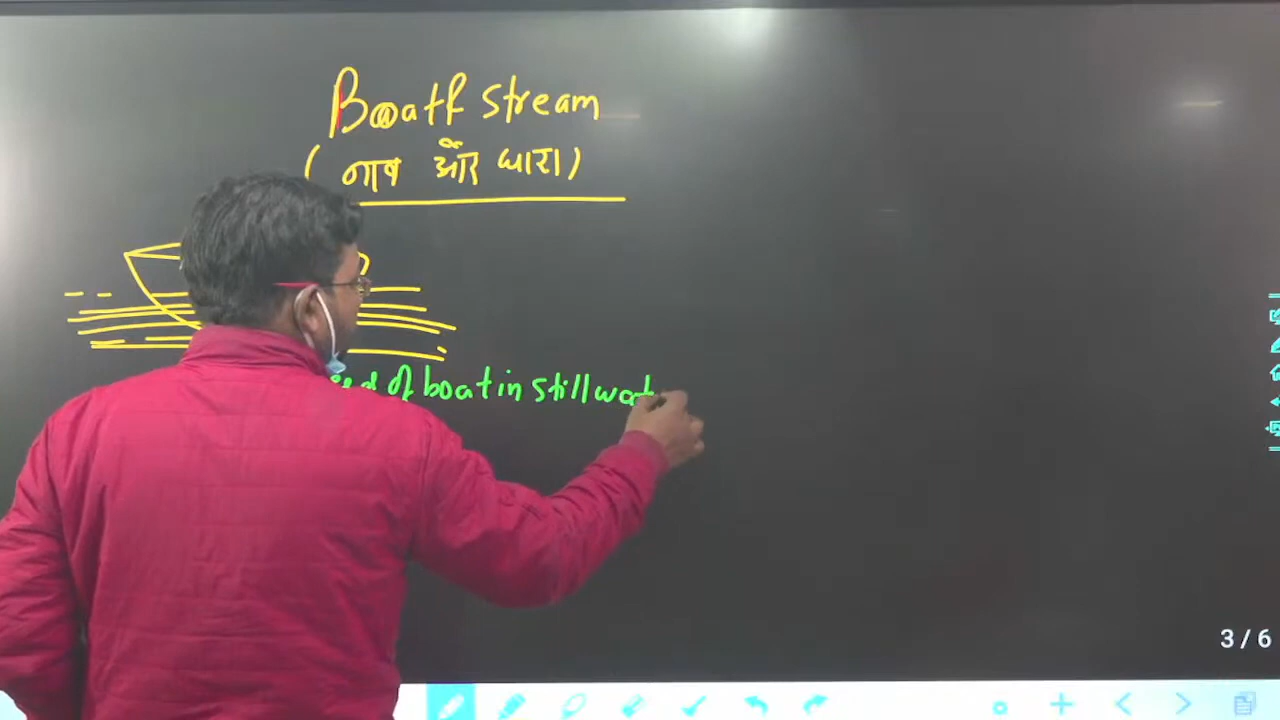 Boat & Stream
( नाव और धारा )
of boat in still wat
3 / 6